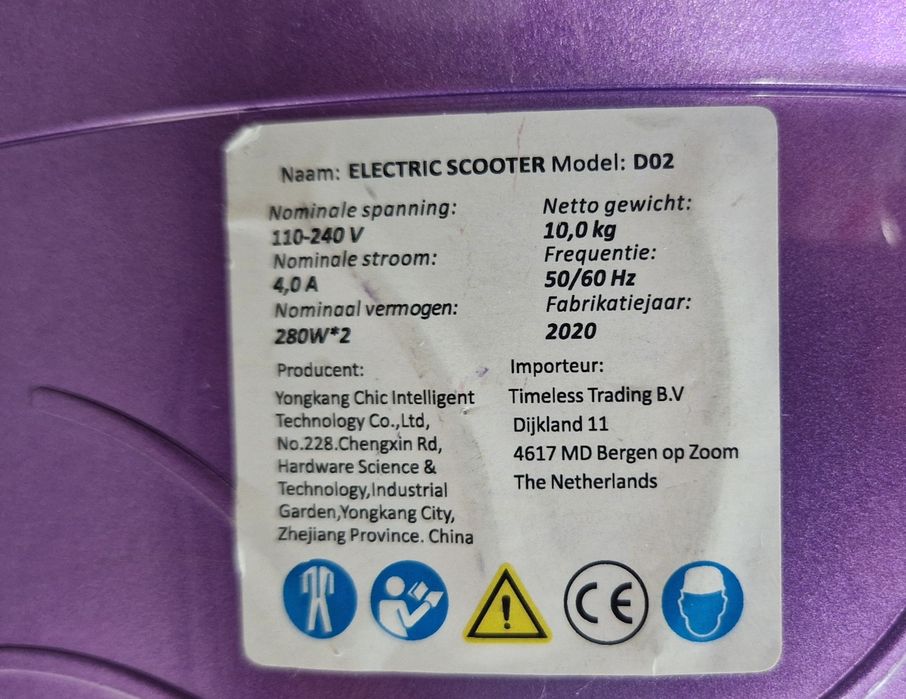 Naam: ELECTRIC SCOOTER Model: D02
Nominale spanning:
110-240 V
Nominale stroom:
4,0 A
Nominaal vermogen:
280W*2
Netto gewicht:
10,0 kg
Frequentie:
50/60 Hz
Fabrikatiejaar:
2020
Producent:
Yongkang Chic Intelligent
Technology Co.,Ltd,
No.228.Chengxin Rd,
Hardware Science &
Technology,Industrial
Garden,Yongkang City,
Zhejiang Province. China
Importeur:
Timeless Trading B.V
Dijkland 11
4617 MD Bergen op Zoom
The Netherlands
CE